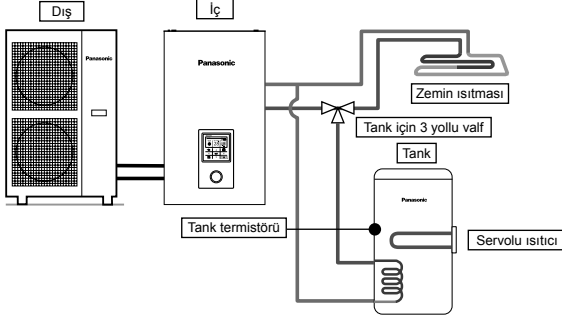 Dış
İç
Panasonic
Panasonic
Zemin ısıtması
Tank için 3 yollu valf
Tank
Panasonic
Tank termistörü
Servolu ısıtıcı